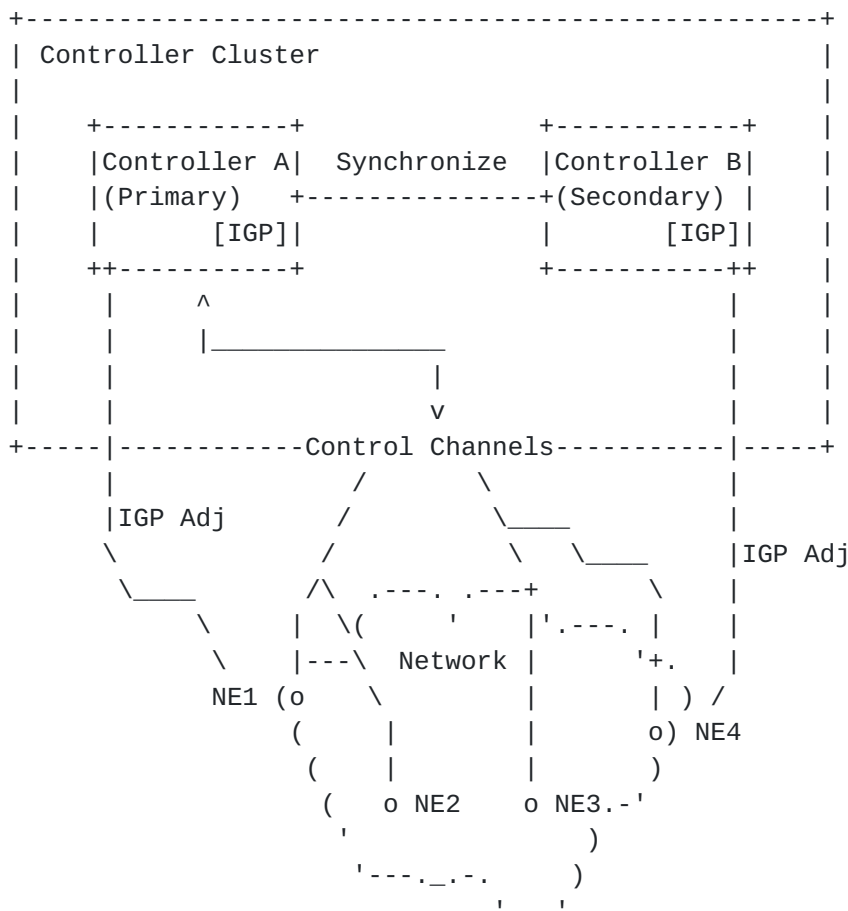 Controller Cluster
Controller A Synchronize Controller B
(Primary) (Secondary)
[IGP] [IGP]
Control Channels
IGP Adj
IGP Adj
Network
NE1
NE4
NE2 NE3